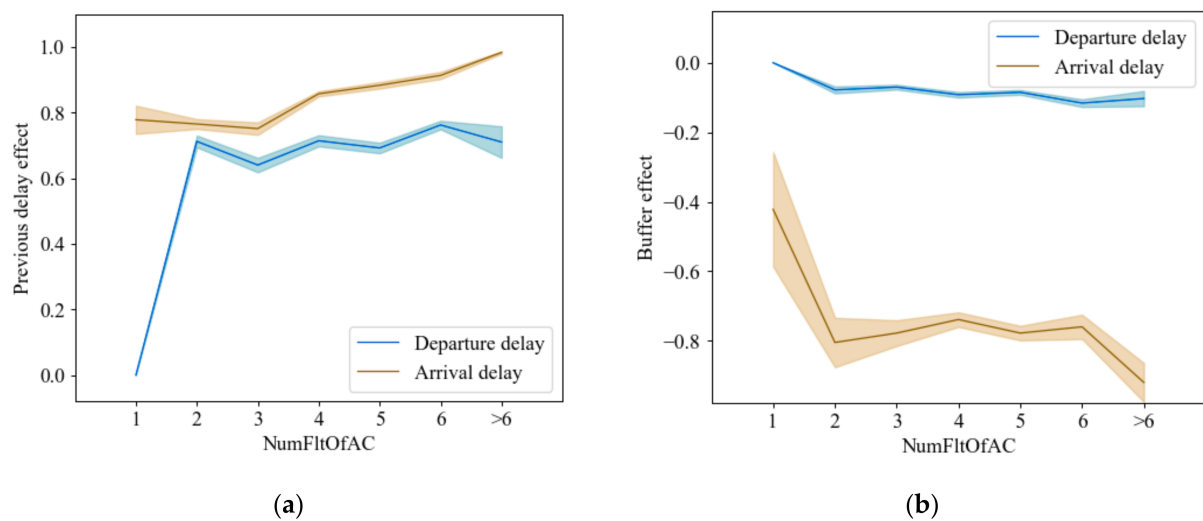 1.0
0.8
0.6
0.4
0.2
0.0
Previous delay effect
Departure delay
Arrival delay
1 2 3 4 5 6 >6
NumFltOfAC
(a)
0.0
−0.2
−0.4
−0.6
−0.8
Buffer effect
Departure delay
Arrival delay
1 2 3 4 5 6 >6
NumFltOfAC
(b)